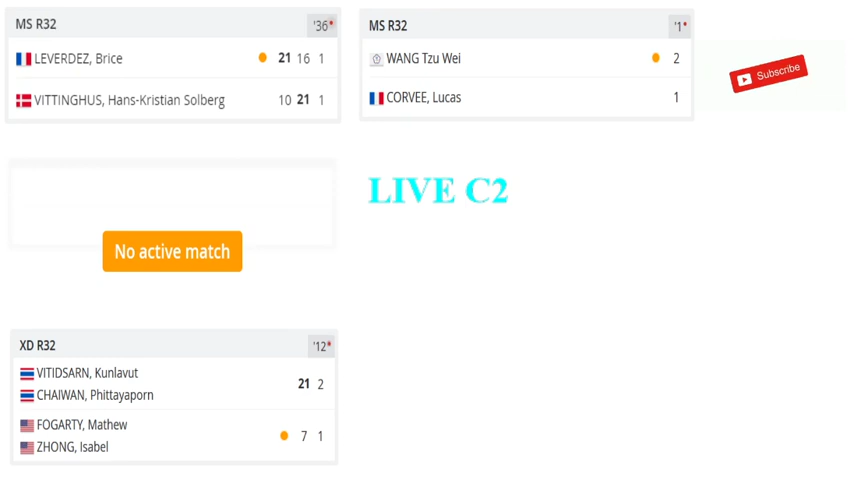 MS R32 '36*
LEVERDEZ, Brice 21 16 1
VITTINGHUS, Hans-Kristian Solberg 10 21 1
MS R32 '1*
WANG Tzu Wei 2
CORVEE, Lucas 1
Subscribe
LIVE C2
No active match
XD R32 '12*
VITIDSARN, Kunlavut
CHAIWAN, Phittayaporn
21 2
FOGARTY, Mathew
ZHONG, Isabel
7 1